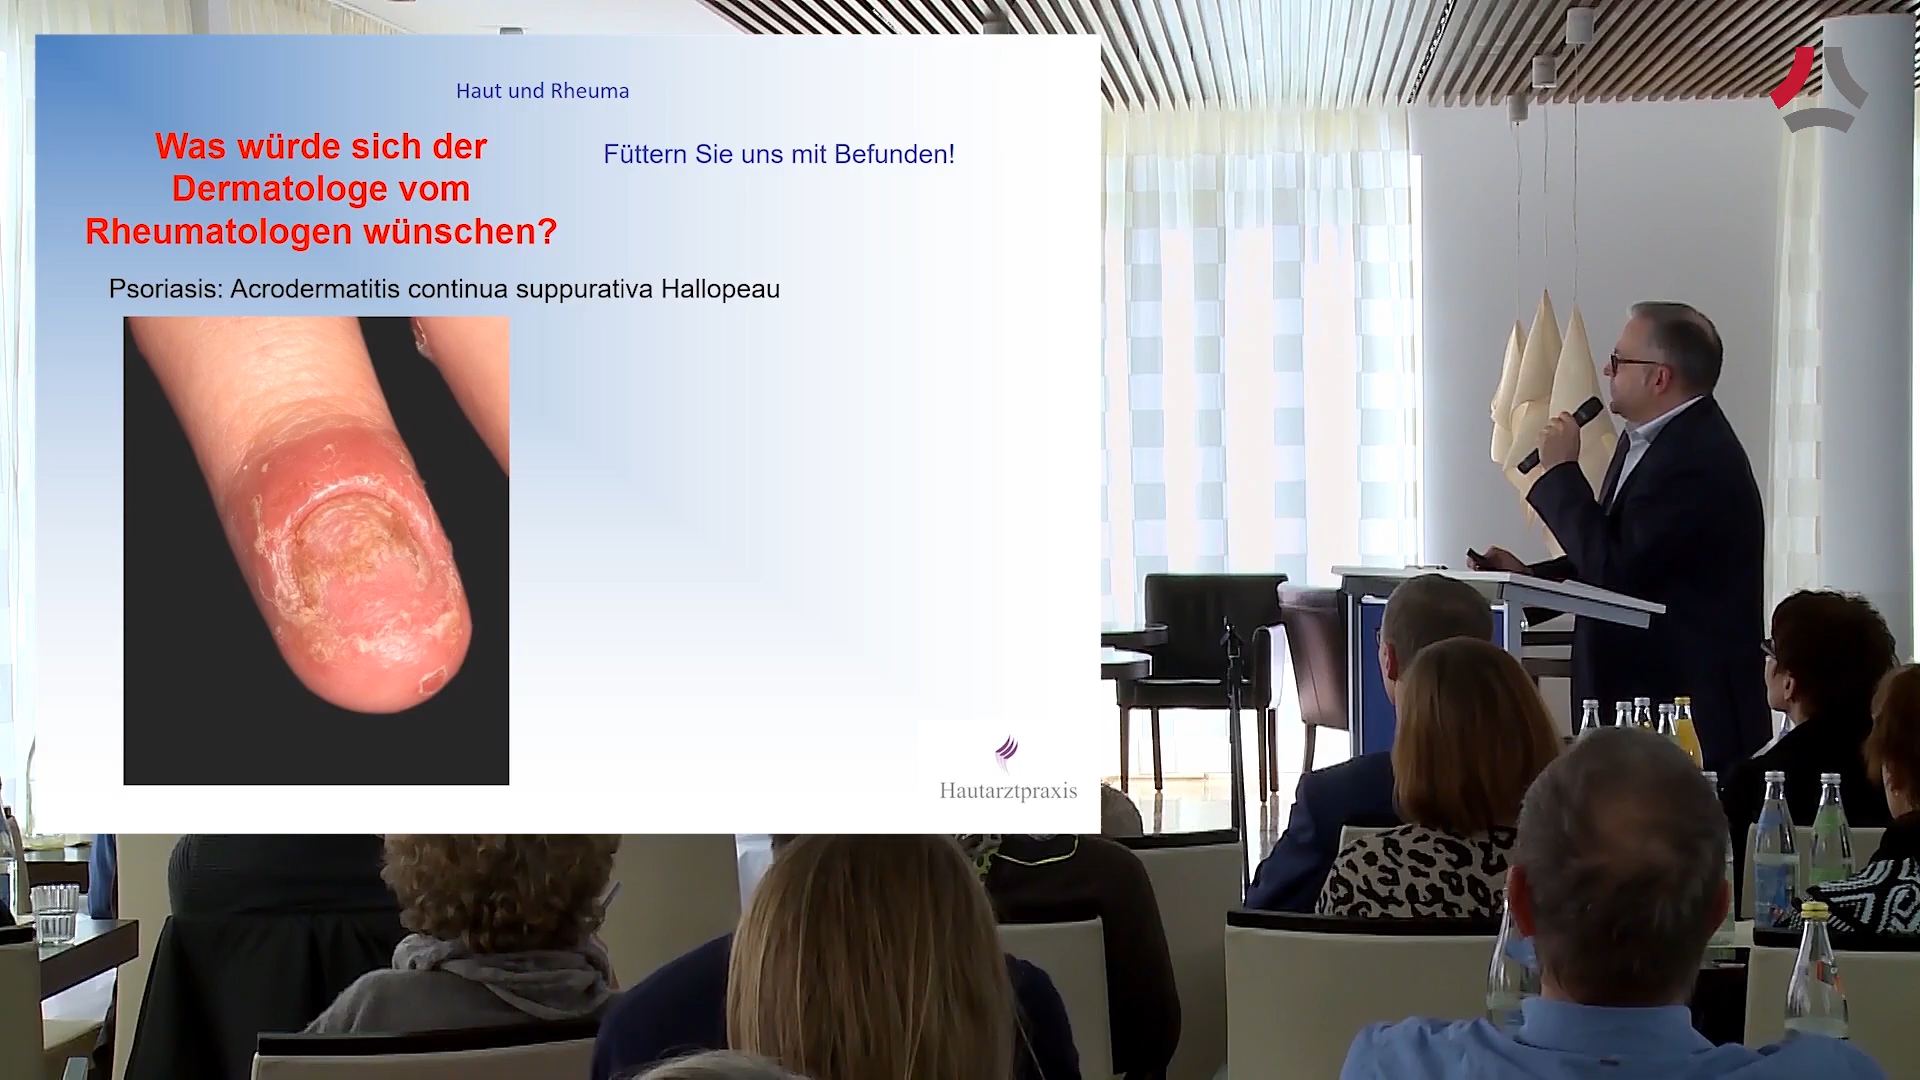 Haut und Rheuma
Was würde sich der
Dermatologe vom
Rheumatologen wünschen?
Füttern Sie uns mit Befunden!
Psoriasis: Acrodermatitis continua suppurativa Hallopeau
Hautarztpraxis